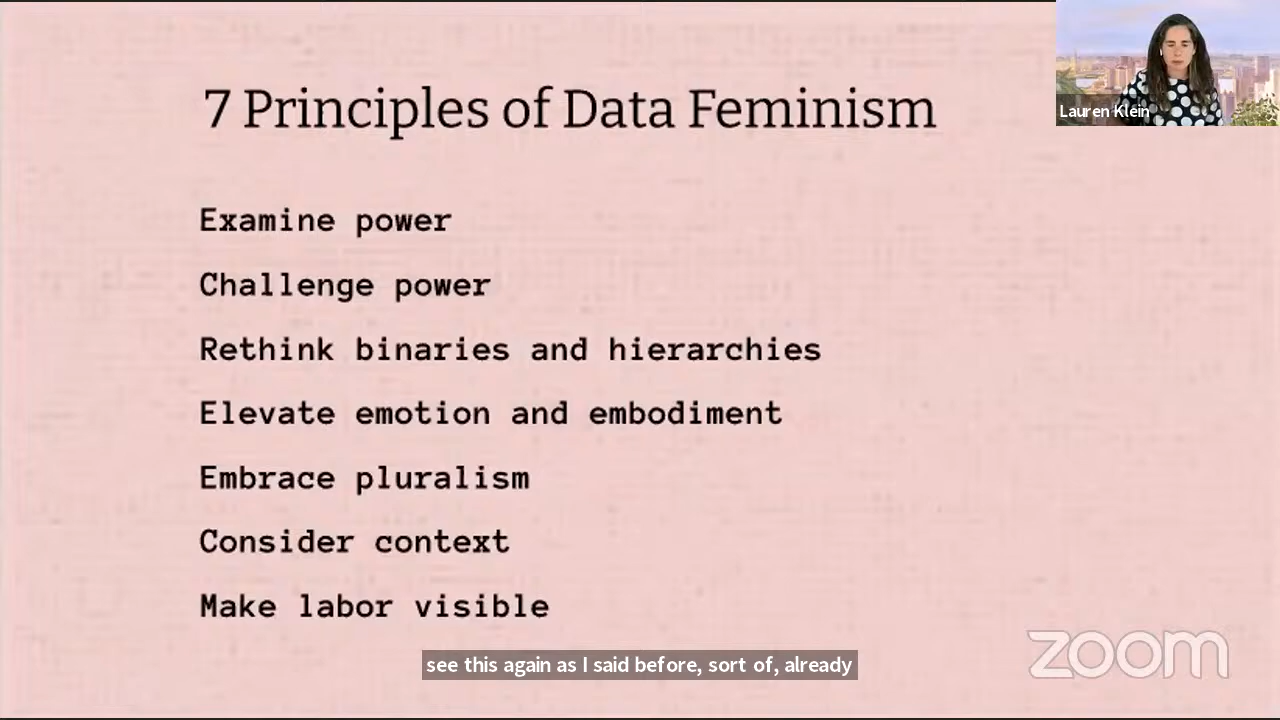 7 Principles of Data Feminism
Lauren Klein
Examine power
Challenge power
Rethink binaries and hierarchies
Elevate emotion and embodiment
Embrace pluralism
Consider context
Make labor visible
see this again as I said before, sort of, already
zoom